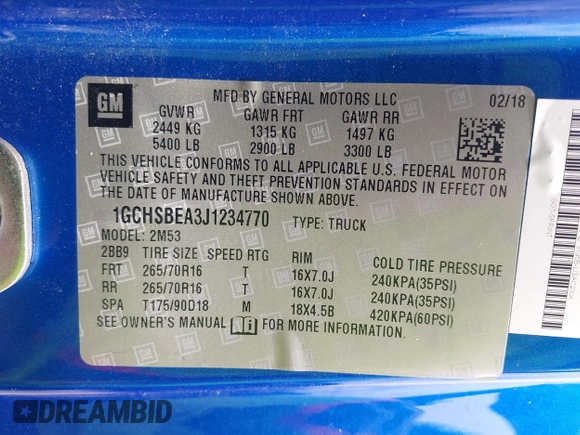 GM
MFD BY GENERAL MOTORS LLC 02/18
GVWR GAWR FRT GAWR RR
2449 KG 1315 KG 1497 KG
5400 LB 2900 LB 3300 LB
THIS VEHICLE CONFORMS TO ALL APPLICABLE U.S. FEDERAL MOTOR
VEHICLE SAFETY AND THEFT PREVENTION STANDARDS IN EFFECT ON
THE DATE OF MANUFACTURE SHOWN ABOVE.
1GCHSBEA3J1234770 TYPE: TRUCK
MODEL: 2M53
2BB9 TIRE SIZE SPEED RTG RIM COLD TIRE PRESSURE
FRT 265/70R16 T 16X7.0J 240KPA(35PSI)
RR 265/70R16 T 16X7.0J 240KPA(35PSI)
SPA T175/90D18 M 18X4.5B 420KPA(60PSI)
SEE OWNER'S MANUAL FOR MORE INFORMATION.
DREAMBID